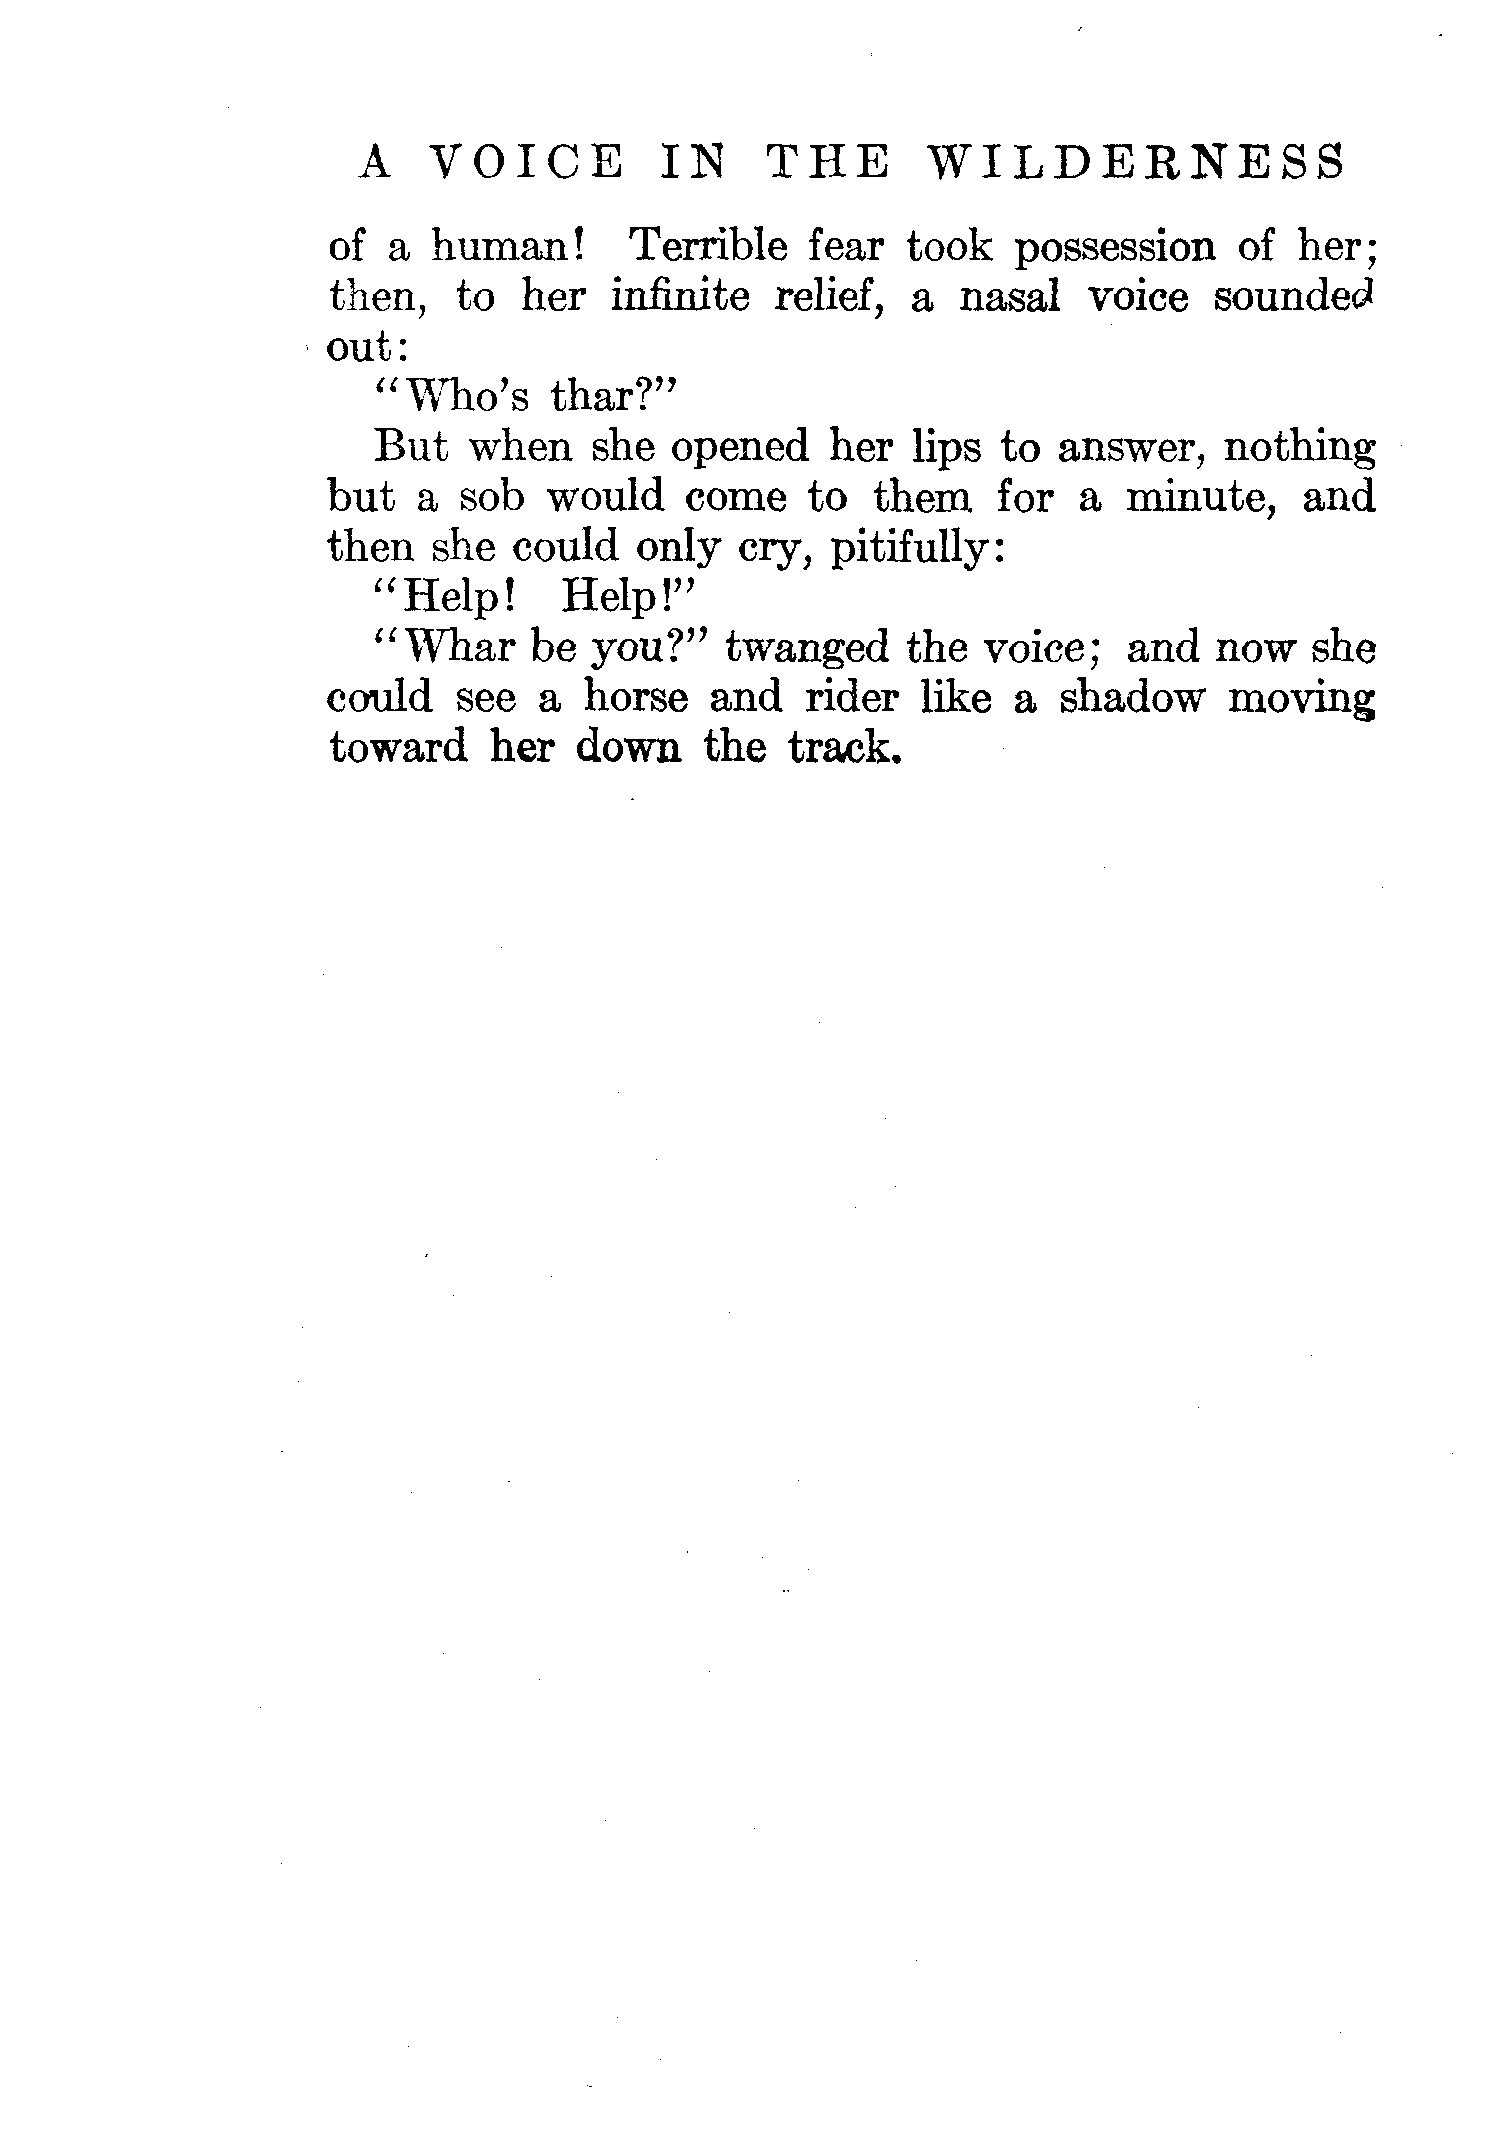 A VOICE IN THE WILDERNESS
of a human! Terrible fear took possession of her;
then, to her infinite relief, a nasal voice sounded
out:
“Who’s thar?”
But when she opened her lips to answer, nothing
but a sob would come to them for a minute, and
then she could only cry, pitifully:
“Help! Help!”
“Whar be you?” twanged the voice; and now she
could see a horse and rider like a shadow moving
toward her down the track.